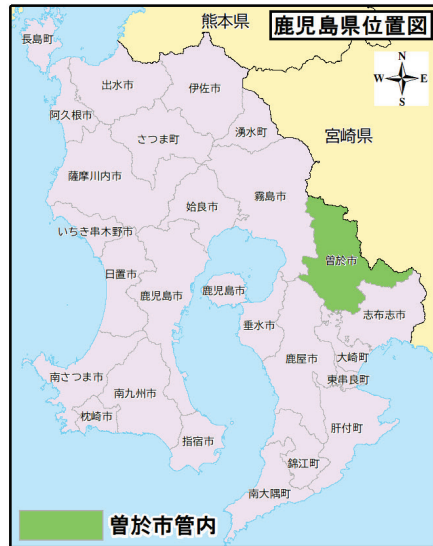 鹿児島県位置図
熊本県
長島町
N
W E
S
出水市
伊佐市
阿久根市
さつま町
湧水町
宮崎県
薩摩川内市
姶良市
霧島市
いちき串木野市
曽於市
日置市
鹿児島市
鹿児島市
垂水市
志布志市
鹿屋市
大崎町
東串良町
南さつま市
南九州市
枕崎市
肝付町
指宿市
錦江町
南大隅町
曽於市管内